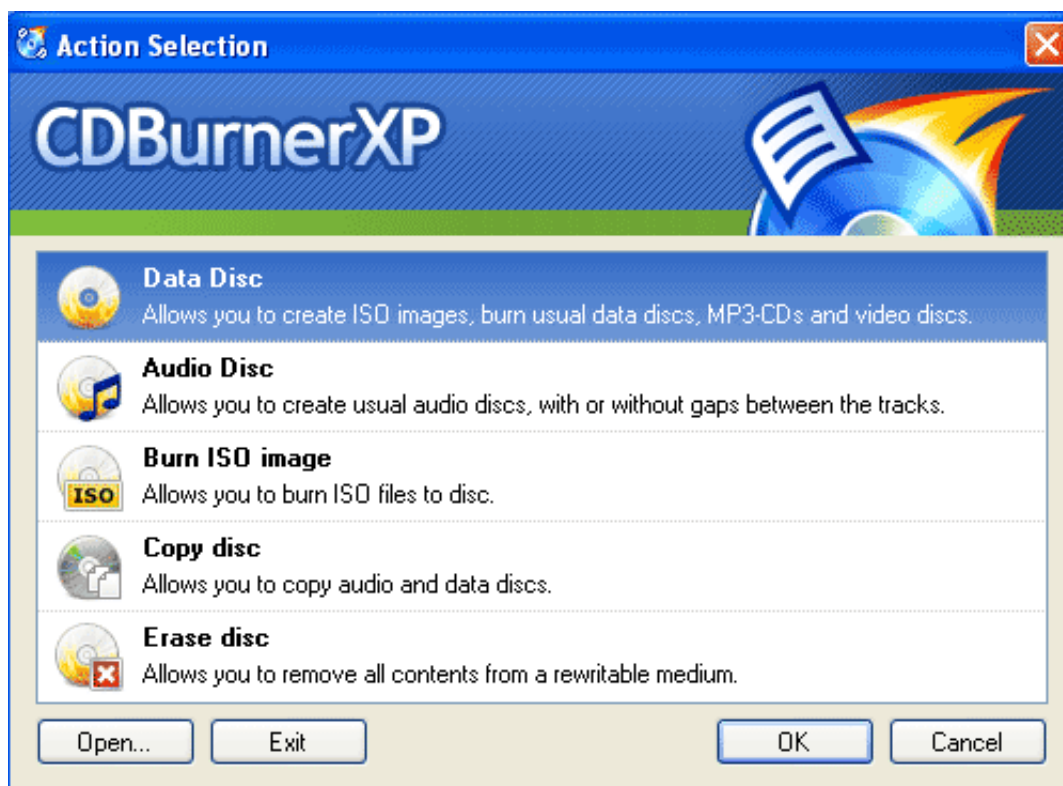 Action Selection
CDBurnerXP
Data Disc
Allows you to create ISO images, burn usual data discs, MP3-CDs and video discs.
Audio Disc
Allows you to create usual audio discs, with or without gaps between the tracks.
Burn ISO image
ISO
Allows you to burn ISO files to disc.
Copy disc
Allows you to copy audio and data discs.
Erase disc
Allows you to remove all contents from a rewritable medium.
Open... Exit OK Cancel